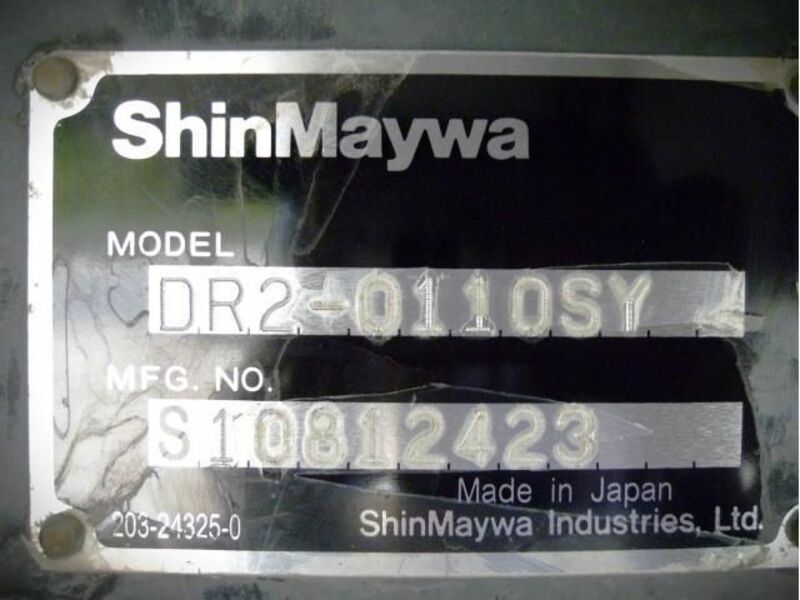 ShinMaywa
MODEL
DR2-0110SY
MFG. NO.
S10812423
Made in Japan
203-24325-0 ShinMaywa Industries, Ltd.